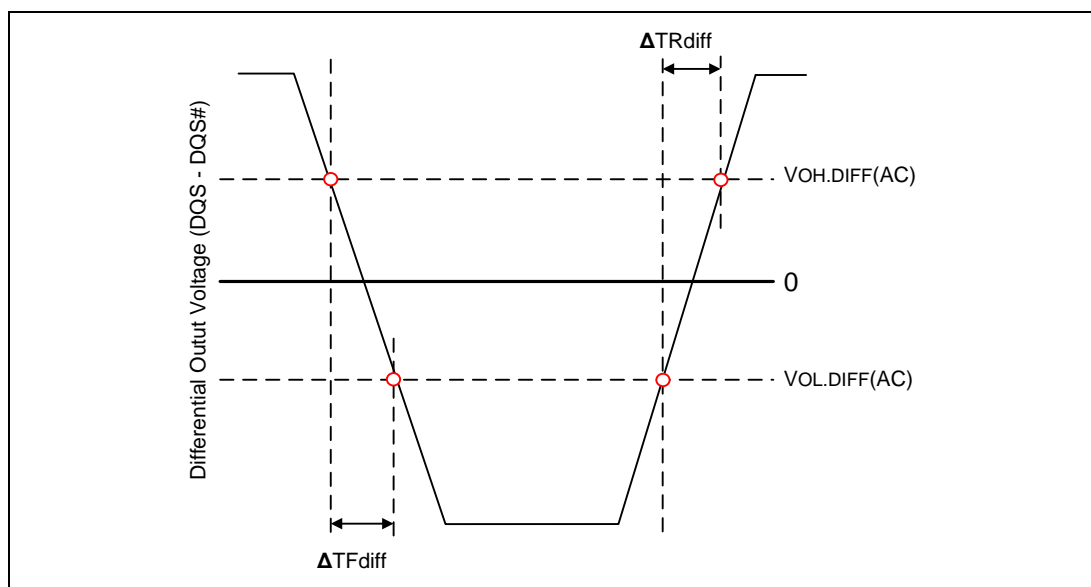 ΔTRdiff
Differential Outut Voltage (DQS - DQS#)
VOH.DIFF(AC)
0
VOL.DIFF(AC)
ΔTFdiff